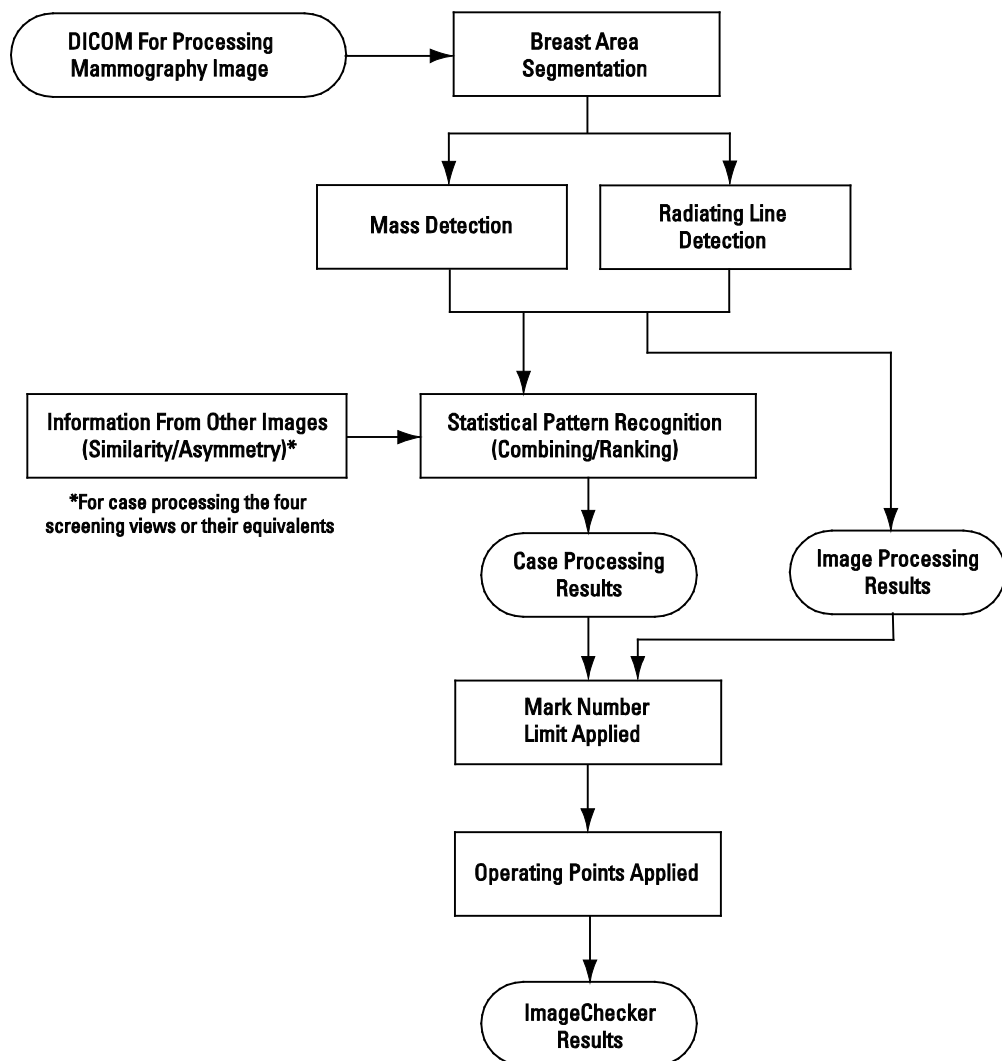 DICOM For Processing
Mammography Image
Breast Area
Segmentation
Mass Detection
Radiating Line
Detection
Information From Other Images
(Similarity/Asymmetry)*
Statistical Pattern Recognition
(Combining/Ranking)
*For case processing the four
screening views or their equivalents
Case Processing
Results
Image Processing
Results
Mark Number
Limit Applied
Operating Points Applied
ImageChecker
Results